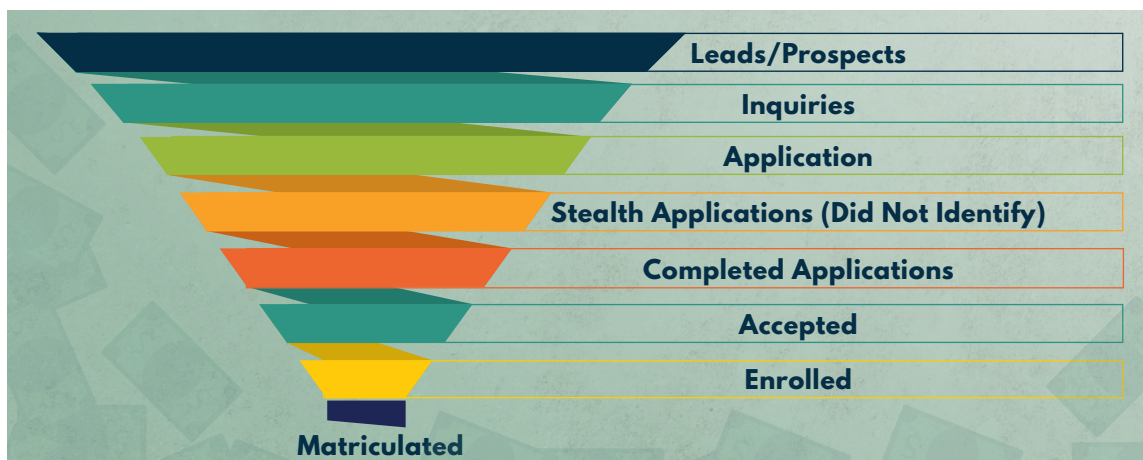 Leads/Prospects
Inquiries
Application
Stealth Applications (Did Not Identify)
Completed Applications
Accepted
Enrolled
Matriculated